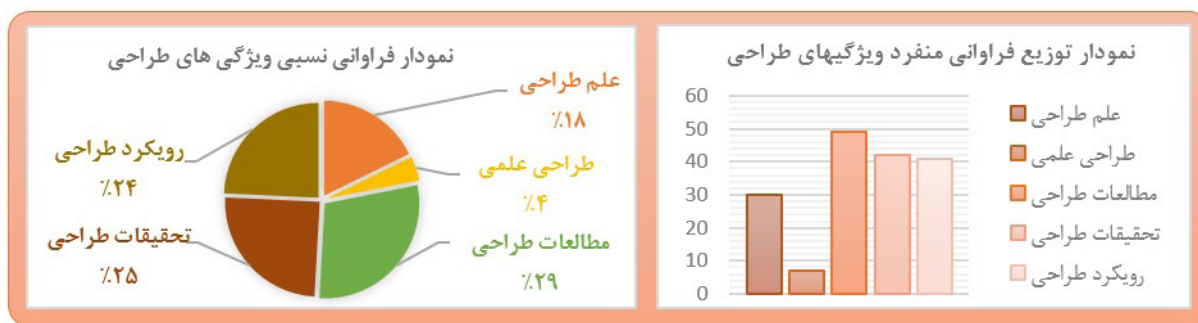 نمودار توزیع فراوانی منفرد ویژگیهای طراحی
60
50
40
30
20
10
0
علم طراحی
طراحی علمی
مطالعات طراحی
تحقیقات طراحی
رویکرد طراحی
نمودار فراوانی نسبی ویژگی های طراحی
علم طراحی
٪۱۸
طراحی علمی
٪۴
مطالعات طراحی
٪۲۹
تحقیقات طراحی
٪۲۵
رویکرد طراحی
٪۲۴